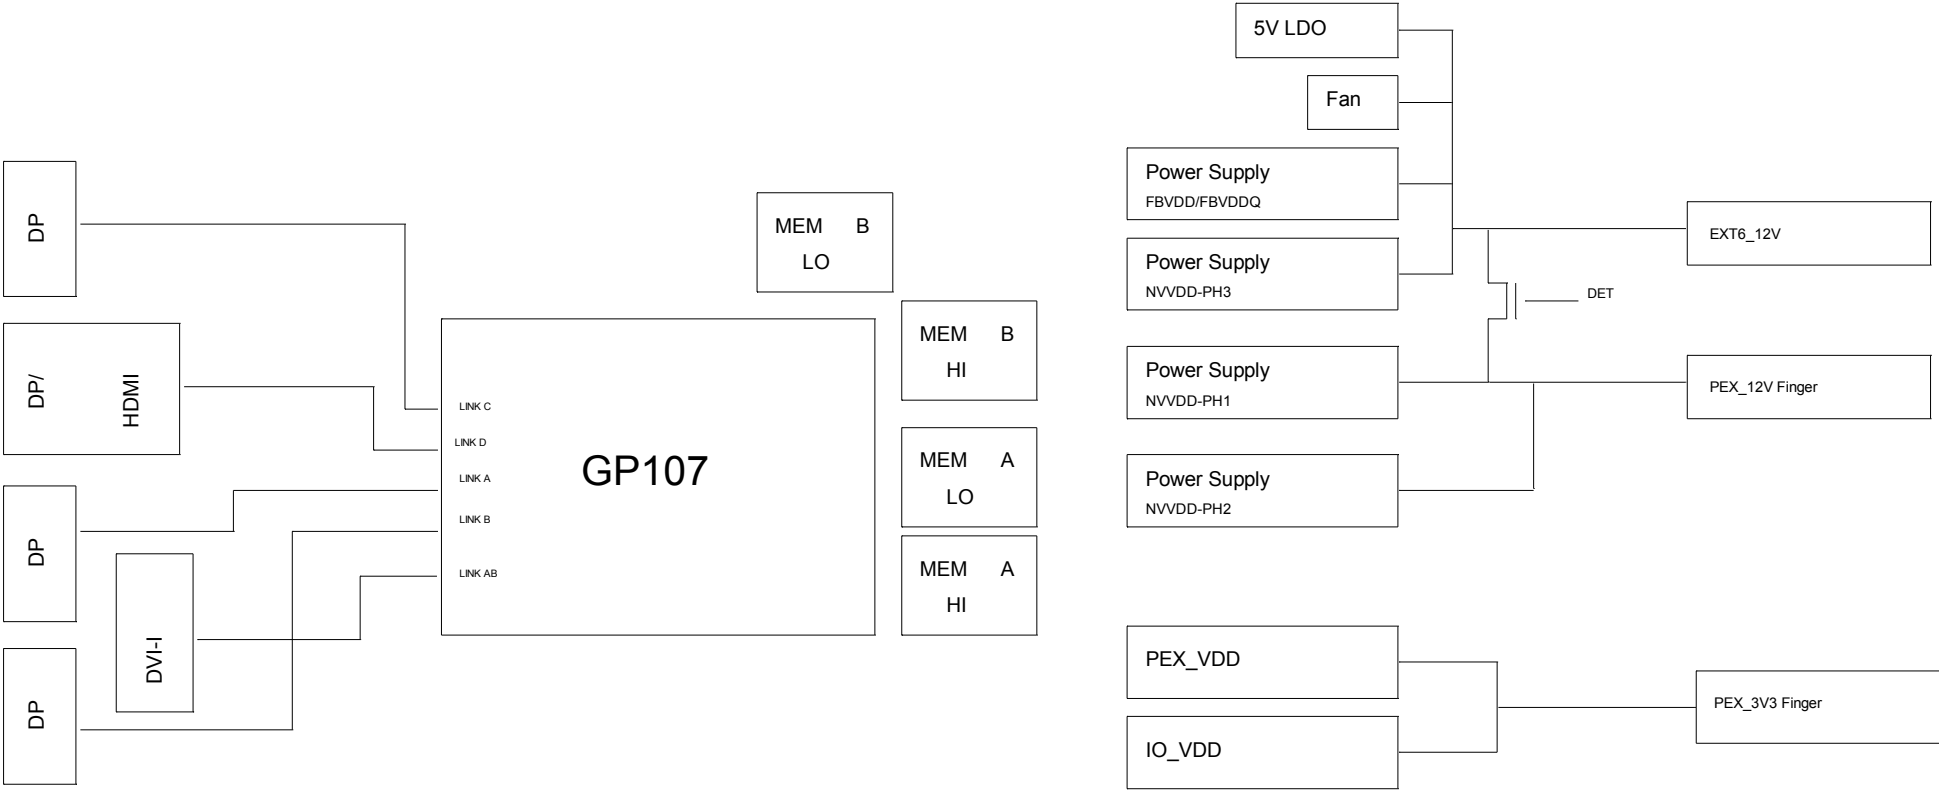 DP
DP/
HDMI
DP
DVI-I
DP
LINK C
LINK D
LINK A
LINK B
LINK AB
GP107
MEM B
LO
MEM B
HI
MEM A
LO
MEM A
HI
5V LDO
Fan
Power Supply
FBVDD/FBVDDQ
Power Supply
NVVDD-PH3
Power Supply
NVVDD-PH1
Power Supply
NVVDD-PH2
EXT6_12V
DET
PEX_12V Finger
PEX_VDD
IO_VDD
PEX_3V3 Finger